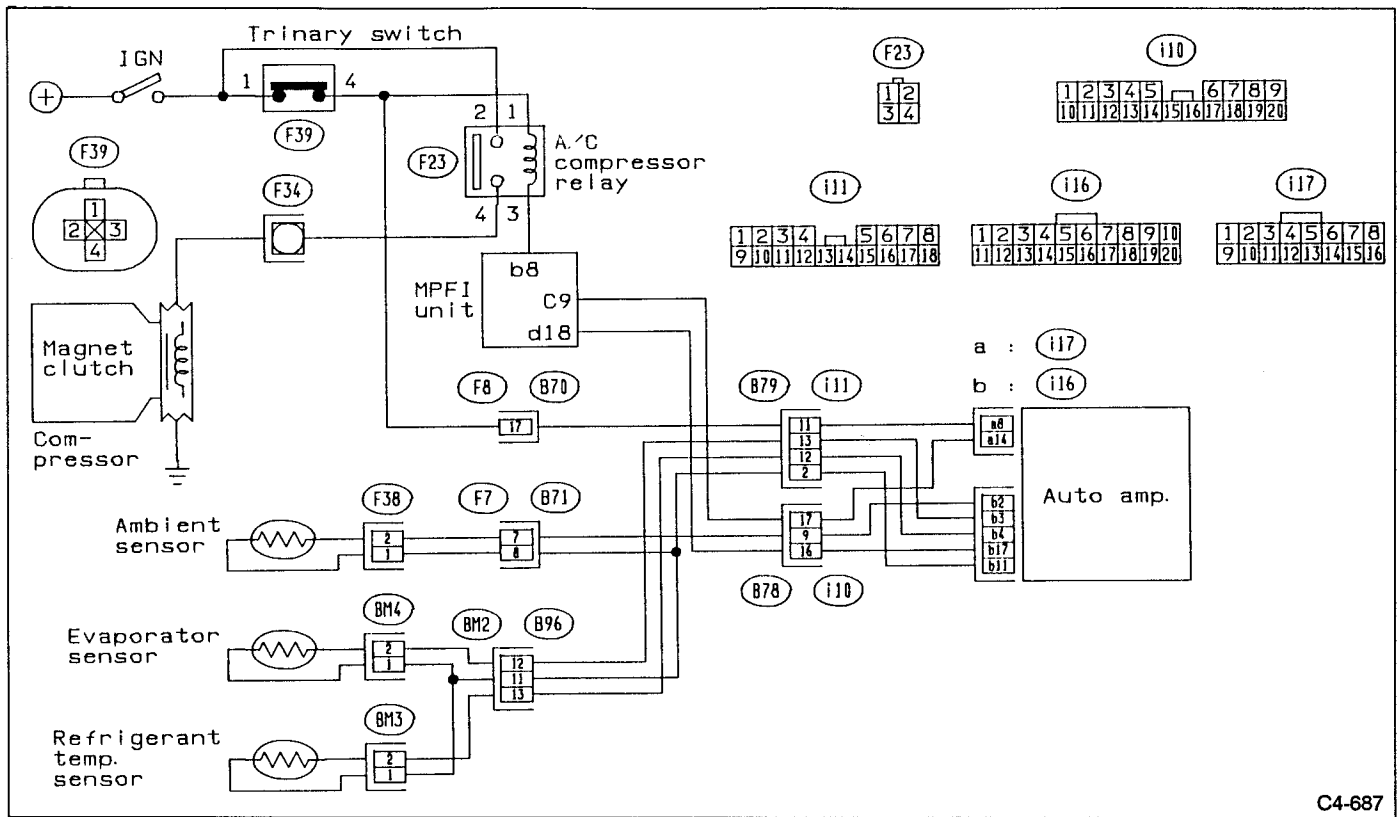 Trinary switch
IGN
1 4
F39
F39
1
2 3
4
F34
2 1
F23
A/C
compressor
relay
4 3
b8
MPFI
unit
C9
d18
Magnet
clutch
Com-
pressor
F23
1 2
3 4
i10
1 2 3 4 5 6 7 8 9
10 11 12 13 14 15 16 17 18 19 20
i11
1 2 3 4 5 6 7 8
9 10 11 12 13 14 15 16 17 18
i16
1 2 3 4 5 6 7 8 9 10
11 12 13 14 15 16 17 18 19 20
i17
1 2 3 4 5 6 7 8
9 10 11 12 13 14 15 16
a : i17
b : i16
F8 B70
17
B79 i11
11
13
12
2
17
9
16
B78 i10
a8
a14
b2
b3
b4
b17
b11
Auto amp.
Ambient
sensor
F38
2
1
F7 B71
7
8
Evaporator
sensor
BM4
2
1
BM2 B96
12
11
13
Refrigerant
temp.
sensor
BM3
2
1
C4-687